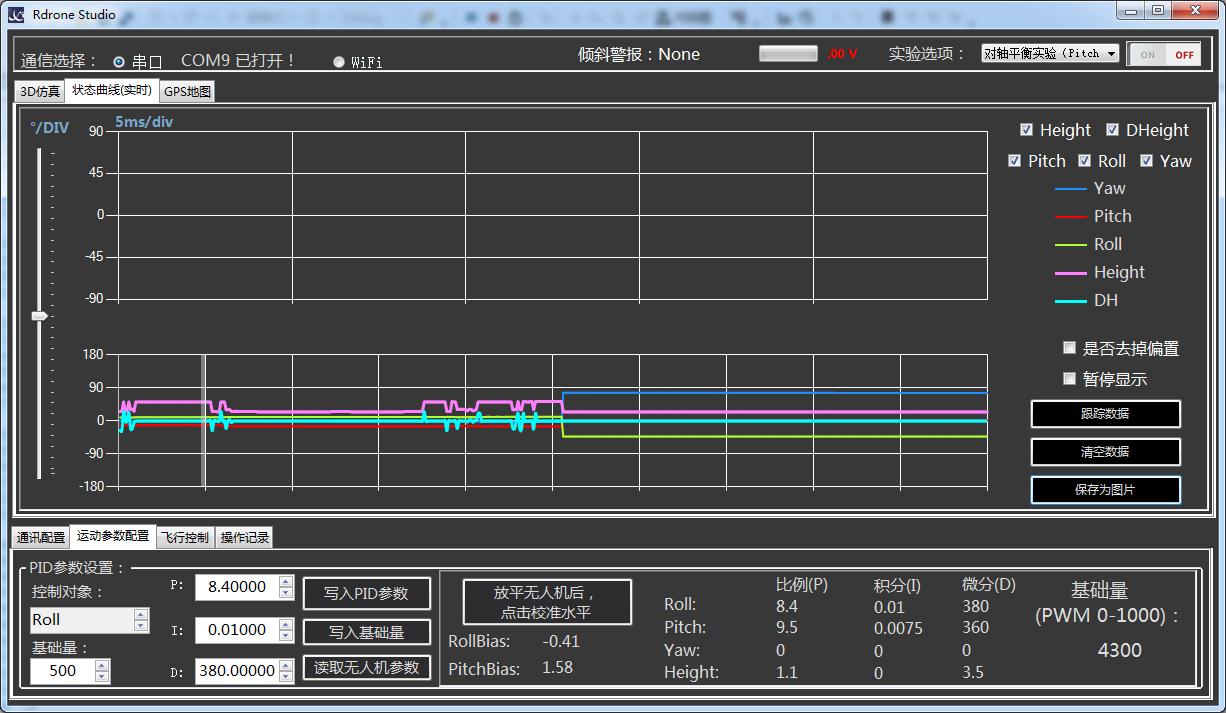 Rdrone Studio
通信选择： 串口 COM9 已打开！ WiFi 倾斜警报：None .00 V 实验选项： 对轴平衡实验 (Pitch ON OFF
3D仿真 状态曲线(实时) GPS地图
°/DIV 5ms/div
90
45
0
-45
-90
180
90
0
-90
-180
Height DHeight
Pitch Roll Yaw
Yaw
Pitch
Roll
Height
DH
是否去掉偏置
暂停显示
跟踪数据
清空数据
保存为图片
通讯配置 运动参数配置 飞行控制 操作记录
PID参数设置：
控制对象：
Roll
基础量：
500
P: 8.40000
I: 0.01000
D: 380.00000
写入PID参数
写入基础量
读取无人机参数
放平无人机后，
点击校准水平
RollBias: -0.41
PitchBias: 1.58
比例(P) 积分(I) 微分(D)
Roll: 8.4 0.01 380
Pitch: 9.5 0.0075 360
Yaw: 0 0 0
Height: 1.1 0 3.5
基础量
(PWM 0-1000)：
4300